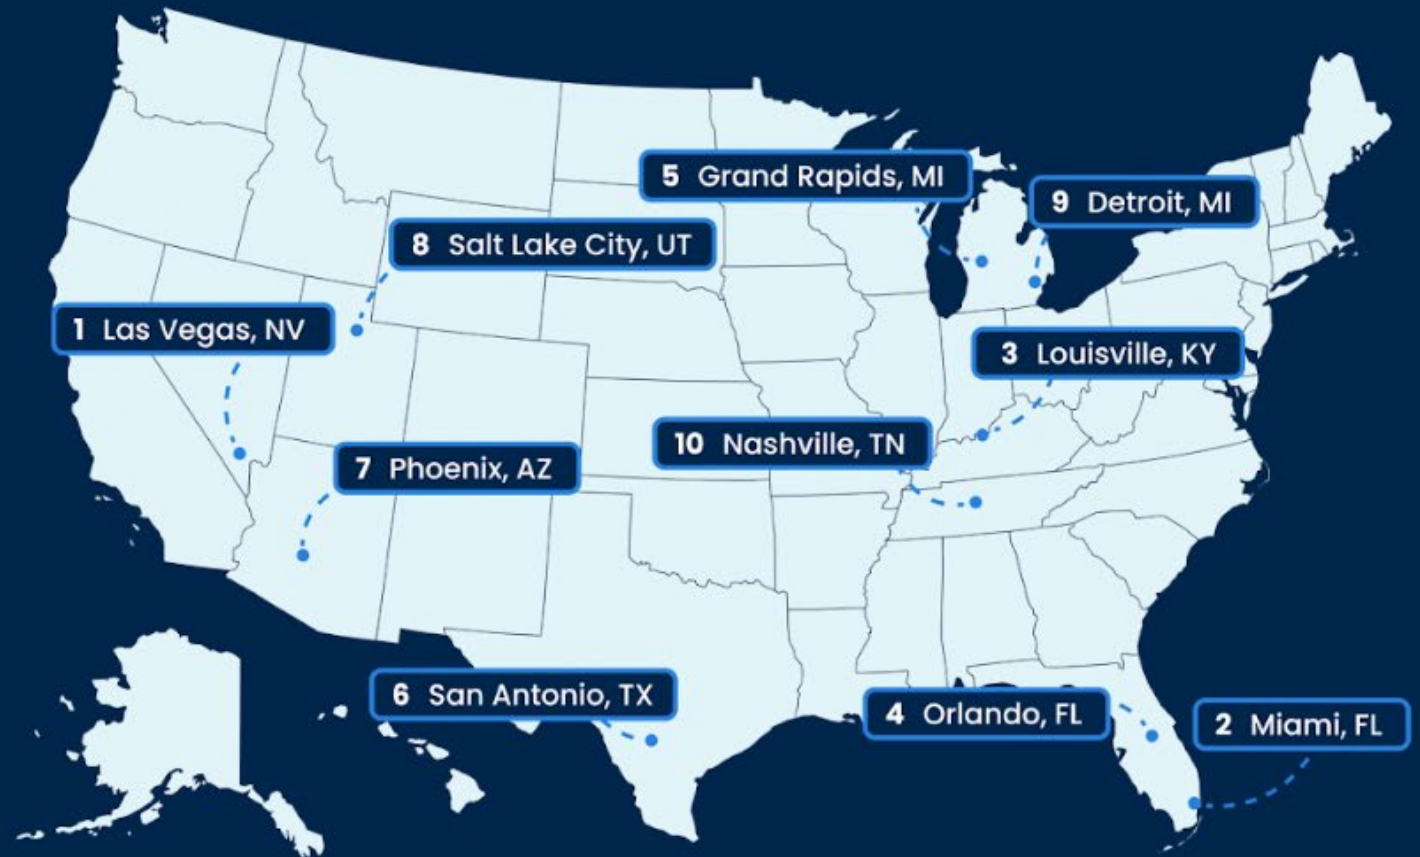 5 Grand Rapids, MI
9 Detroit, MI
8 Salt Lake City, UT
1 Las Vegas, NV
3 Louisville, KY
10 Nashville, TN
7 Phoenix, AZ
6 San Antonio, TX
4 Orlando, FL
2 Miami, FL